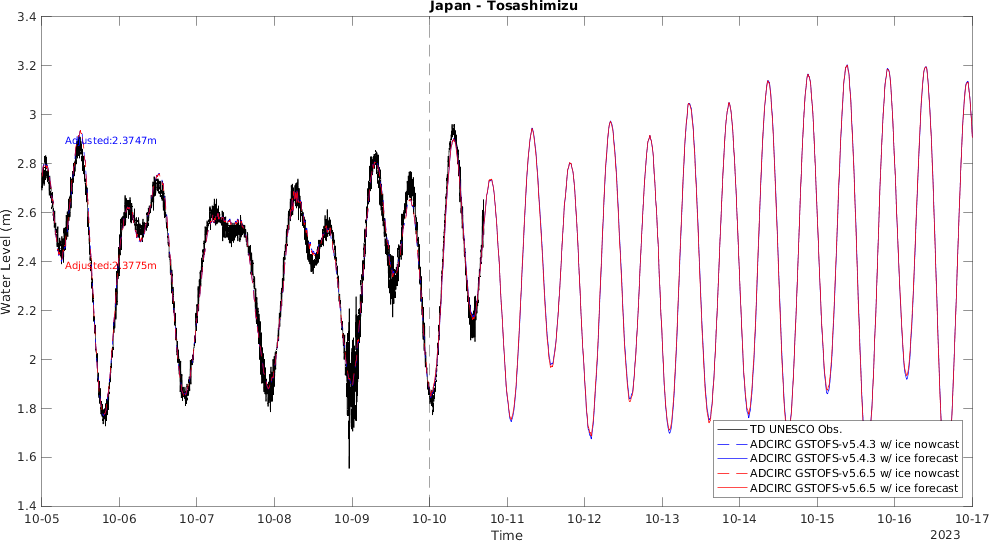 Japan - Tosashimizu
3.4
3.2
3
2.8
2.6
2.4
2.2
2
1.8
1.6
1.4
Water Level (m)
Adjusted:2.3747m
Adjusted:2.3775m
TD UNESCO Obs.
ADCIRC GSTOFS-v5.4.3 w/ ice nowcast
ADCIRC GSTOFS-v5.4.3 w/ ice forecast
ADCIRC GSTOFS-v5.6.5 w/ ice nowcast
ADCIRC GSTOFS-v5.6.5 w/ ice forecast
10-05 10-06 10-07 10-08 10-09 10-10 10-11 10-12 10-13 10-14 10-15 10-16 10-17
Time
2023